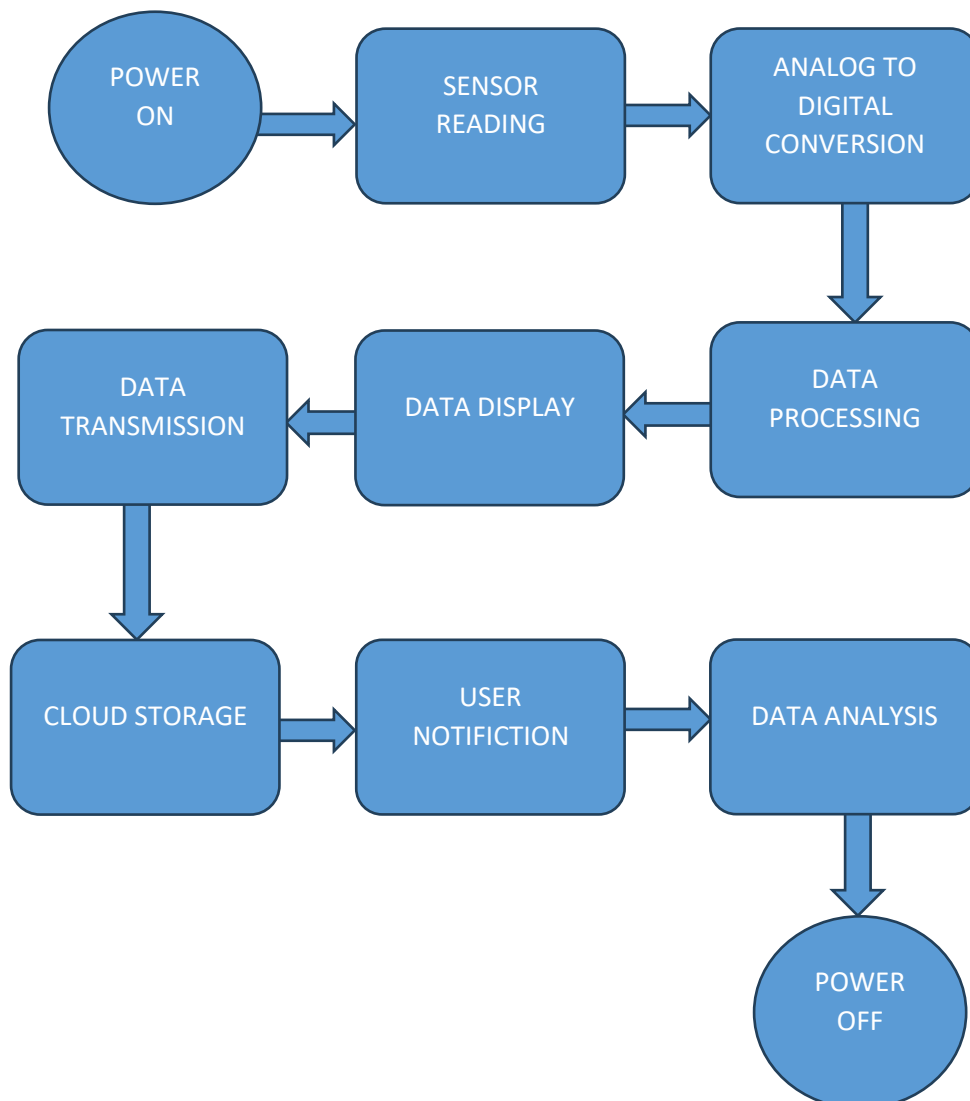 POWER
ON
SENSOR
READING
ANALOG TO
DIGITAL
CONVERSION
DATA
PROCESSING
DATA DISPLAY
DATA
TRANSMISSION
CLOUD STORAGE
USER
NOTIFICTION
DATA ANALYSIS
POWER
OFF